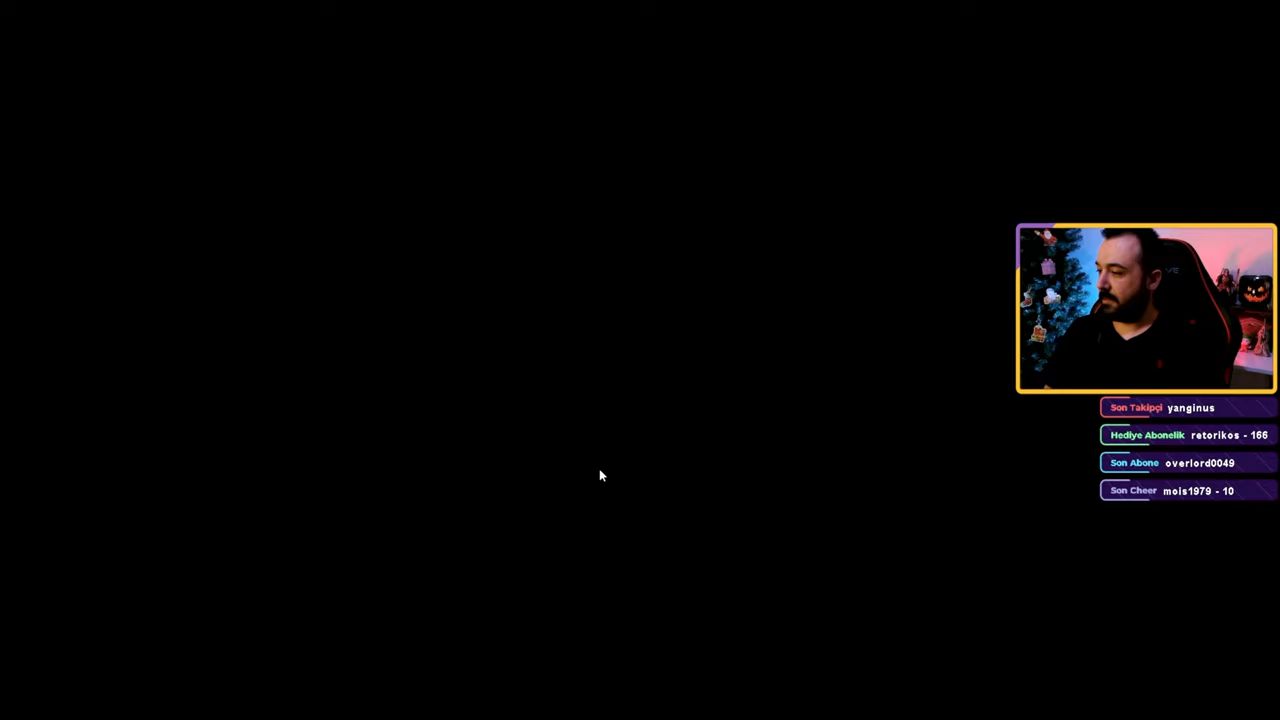 Son Takipçi yanginus
Hediye Abonelik retorikos - 166
Son Abone overlord0049
Son Cheer mois1979 - 10